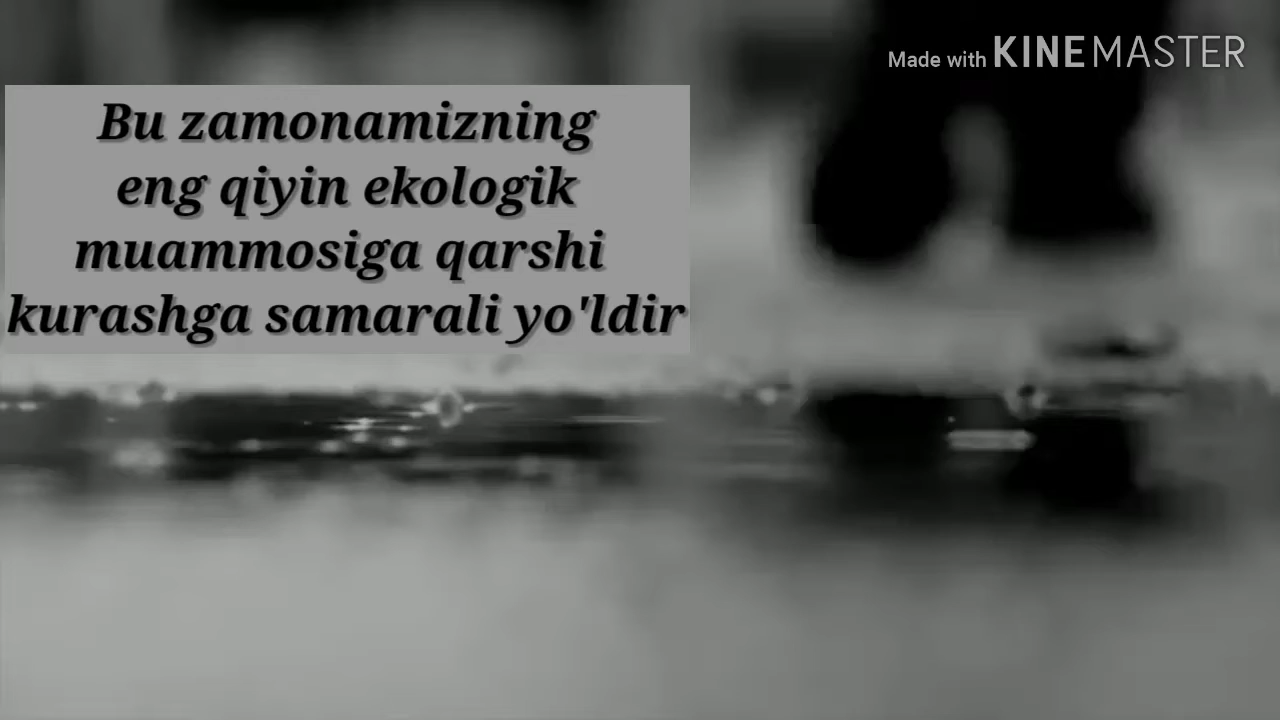 Made with KINEMASTER
Bu zamonamizning
eng qiyin ekologik
muammosiga qarshi
kurashga samarali yo'ldir